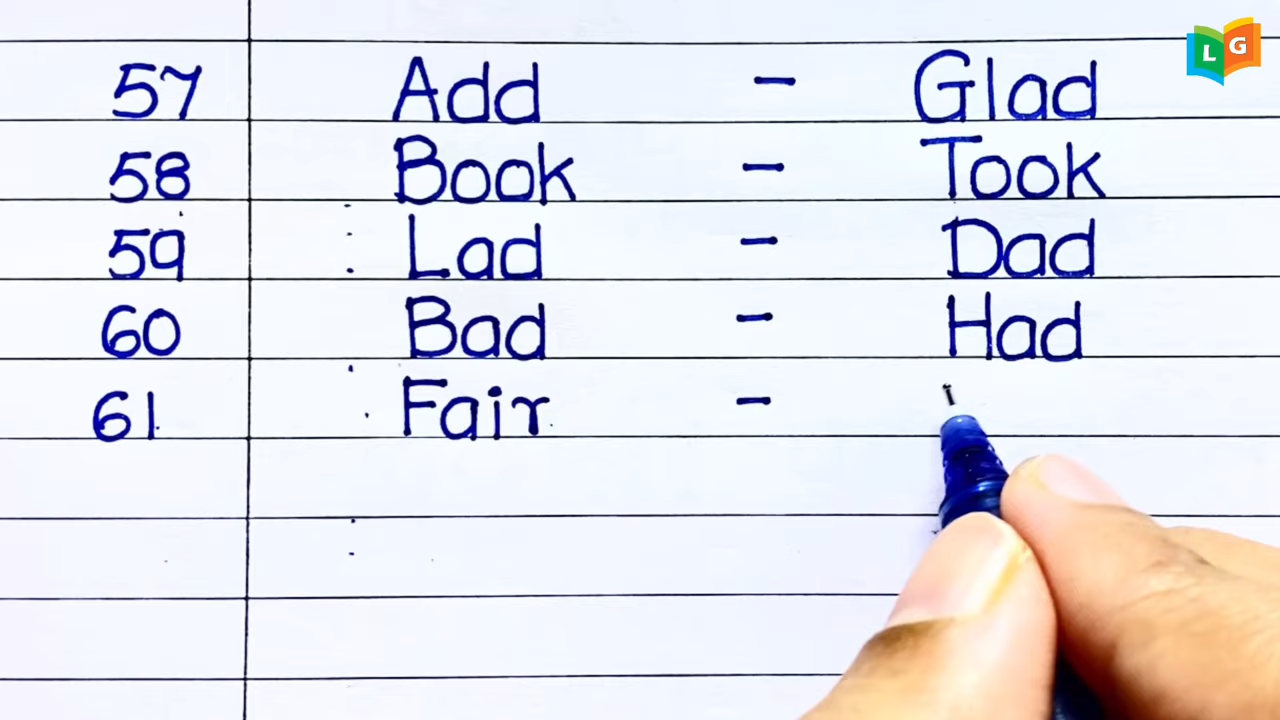 LG
57 Add - Glad
58 Book - Took
59 Lad - Dad
60 Bad - Had
61 Fair -